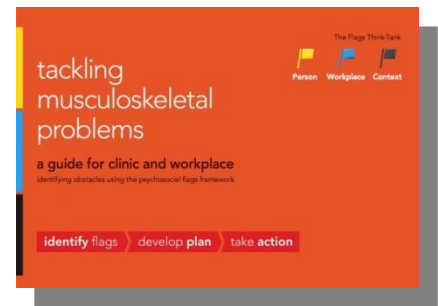 The Flags Think-Tank
Person Workplace Context
tackling
musculoskeletal
problems
a guide for clinic and workplace
identifying obstacles using the psychosocial flags framework
identify flags develop plan take action